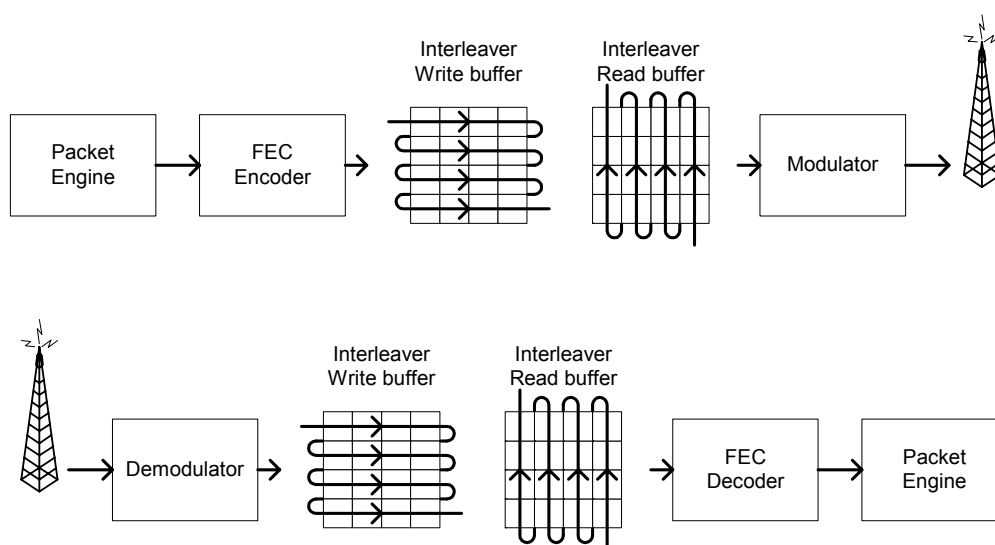 Interleaver
Write buffer
Interleaver
Read buffer
Packet
Engine
FEC
Encoder
Modulator
Interleaver
Write buffer
Interleaver
Read buffer
Demodulator
FEC
Decoder
Packet
Engine